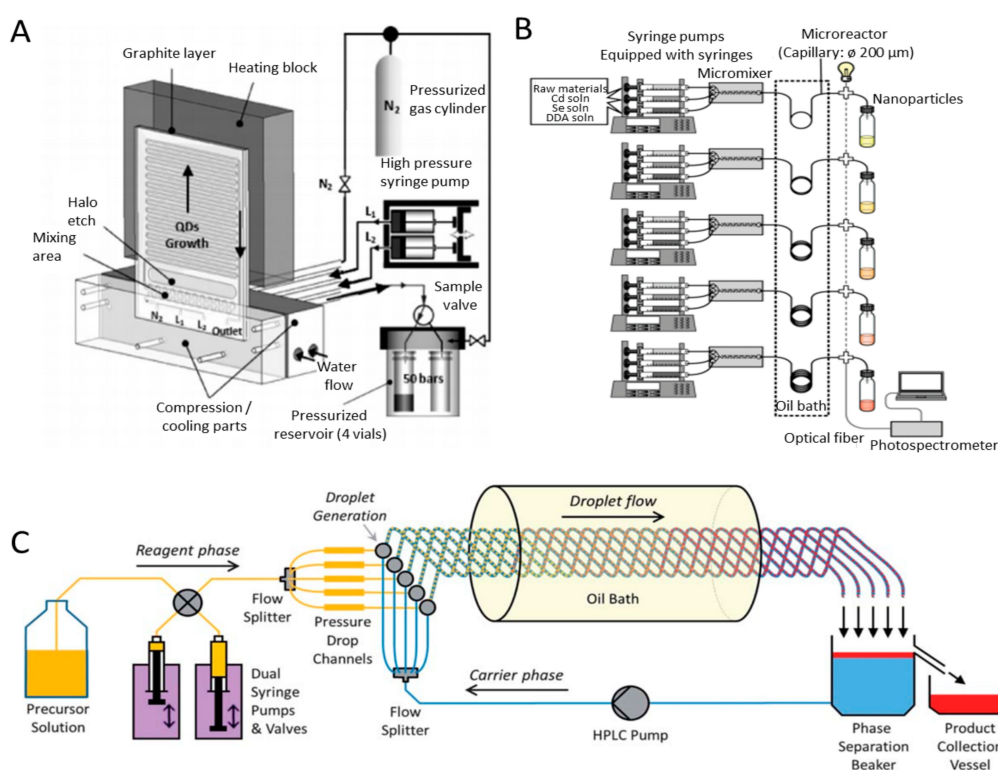 A
Graphite layer
Heating block
Pressurized
gas cylinder
N2
High pressure
syringe pump
N2
L1
L2
Halo
etch
Mixing
area
QDs
Growth
N2
L1
L2
Outlet
Sample
valve
50 bars
Water
flow
Compression /
cooling parts
Pressurized
reservoir (4 vials)
B
Syringe pumps
Equipped with syringes
Raw materials
Cd soln
Se soln
DDA soln
Micromixer
Microreactor
(Capillary: ø 200 µm)
Nanoparticles
Oil bath
Optical fiber
Photospectrometer
C
Reagent phase
Droplet
Generation
Droplet flow
Flow
Splitter
Pressure
Drop
Channels
Oil Bath
Precursor
Solution
Dual
Syringe
Pumps
& Valves
Carrier phase
Flow
Splitter
HPLC Pump
Phase
Separation
Beaker
Product
Collection
Vessel